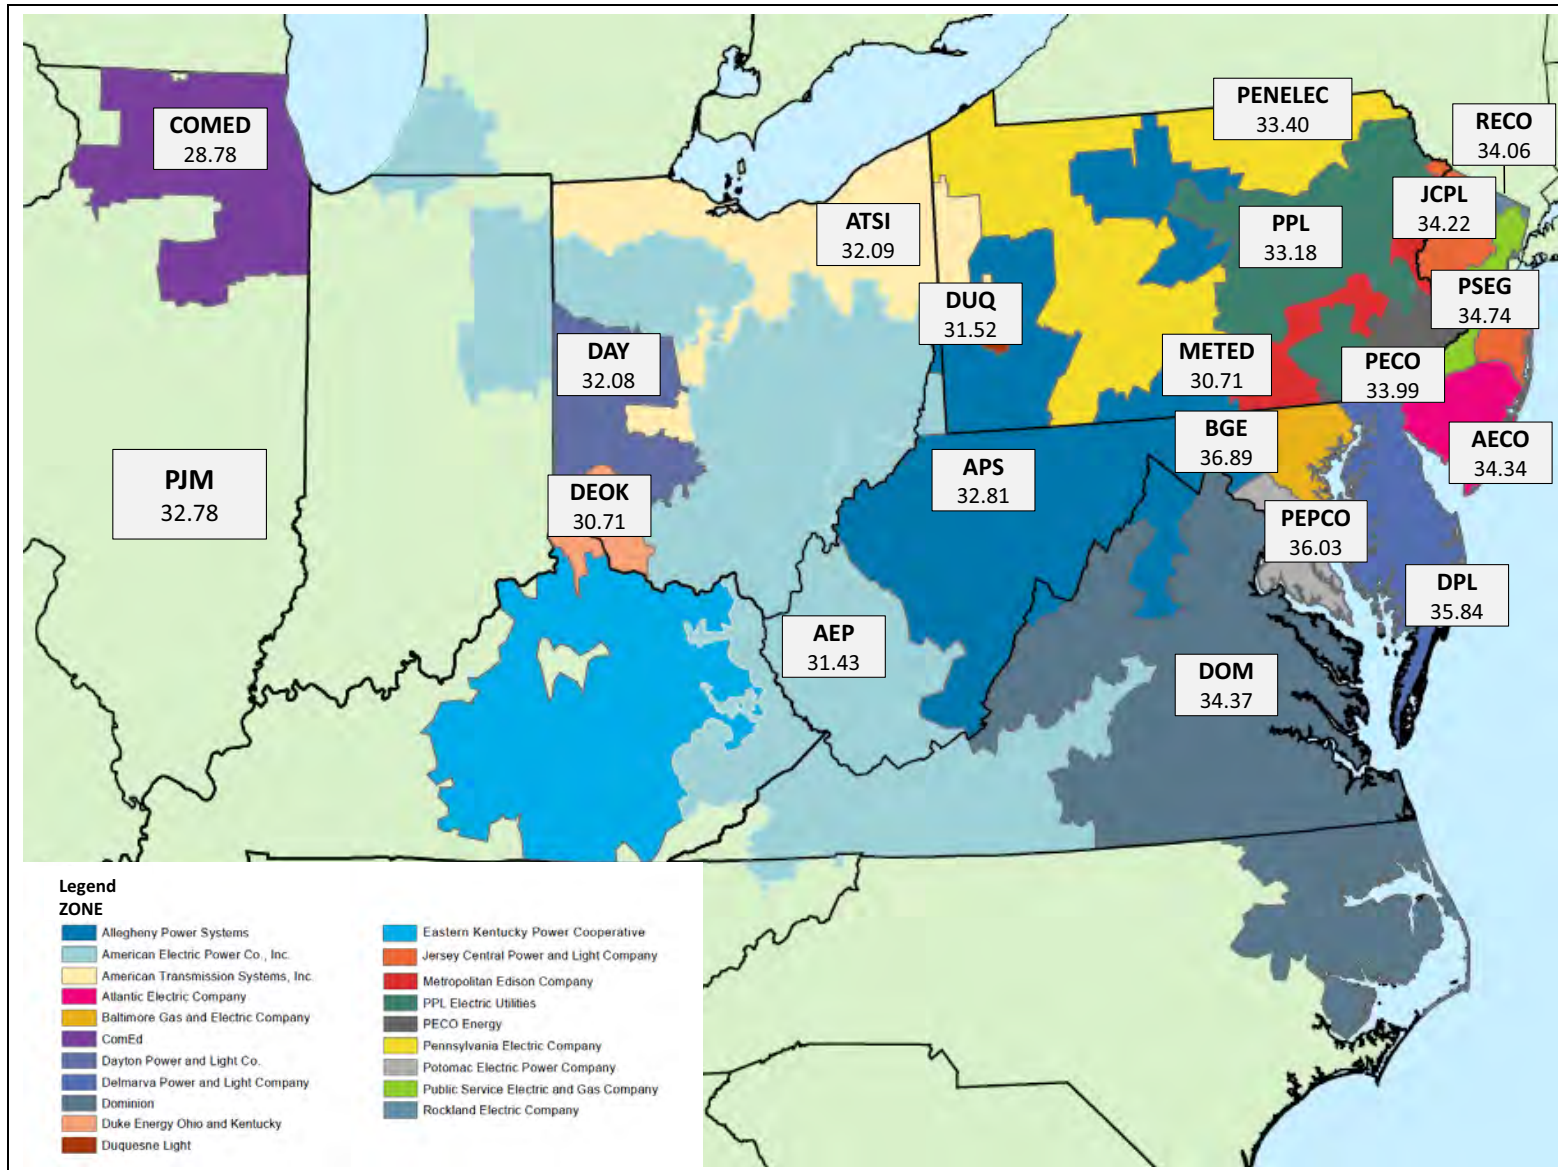 COMED
28.78
PENELEC
33.40
RECO
34.06
ATSI
32.09
PPL
33.18
JCPL
34.22
DUQ
31.52
PSEG
34.74
DAY
32.08
METED
30.71
PECO
33.99
BGE
36.89
AECO
34.34
PJM
32.78
DEOK
30.71
APS
32.81
PEPCO
36.03
DPL
35.84
AEP
31.43
DOM
34.37
Legend
ZONE
Allegheny Power Systems
American Electric Power Co., Inc.
American Transmission Systems, Inc.
Atlantic Electric Company
Baltimore Gas and Electric Company
ComEd
Dayton Power and Light Co.
Delmarva Power and Light Company
Dominion
Duke Energy Ohio and Kentucky
Duquesne Light
Eastern Kentucky Power Cooperative
Jersey Central Power and Light Company
Metropolitan Edison Company
PPL Electric Utilities
PECO Energy
Pennsylvania Electric Company
Potomac Electric Power Company
Public Service Electric and Gas Company
Rockland Electric Company